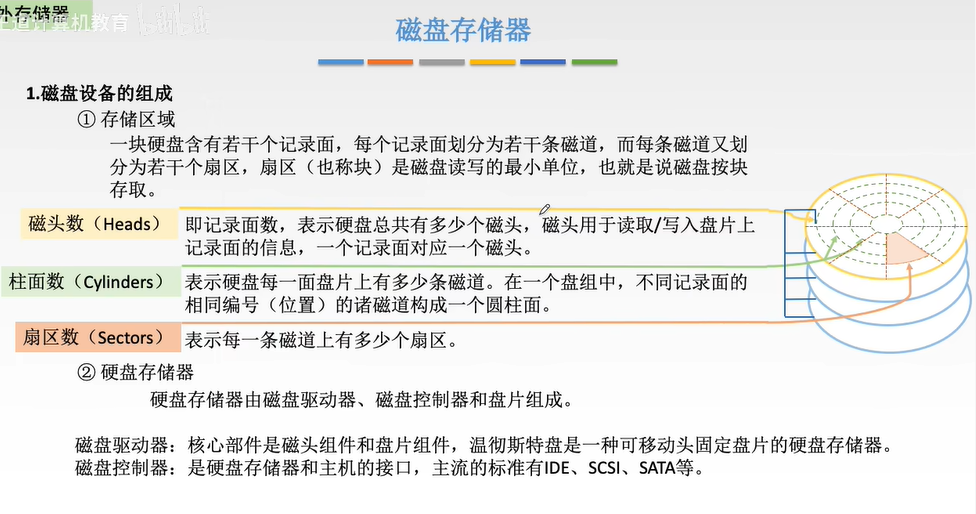 外存储器
王道计算机教育
bilibili
磁盘存储器
1.磁盘设备的组成
① 存储区域
一块硬盘含有若干个记录面，每个记录面划分为若干条磁道，而每条磁道又划
分为若干个扇区，扇区（也称块）是磁盘读写的最小单位，也就是说磁盘按块
存取。
磁头数（Heads）
即记录面数，表示硬盘总共有多少个磁头，磁头用于读取/写入盘片上
记录面的信息，一个记录面对应一个磁头。
柱面数（Cylinders）
表示硬盘每一面盘片上有多少条磁道。在一个盘组中，不同记录面的
相同编号（位置）的诸磁道构成一个圆柱面。
扇区数（Sectors）
表示每一条磁道上有多少个扇区。
② 硬盘存储器
硬盘存储器由磁盘驱动器、磁盘控制器和盘片组成。
磁盘驱动器：核心部件是磁头组件和盘片组件，温彻斯特盘是一种可移动头固定盘片的硬盘存储器。
磁盘控制器：是硬盘存储器和主机的接口，主流的标准有IDE、SCSI、SATA等。